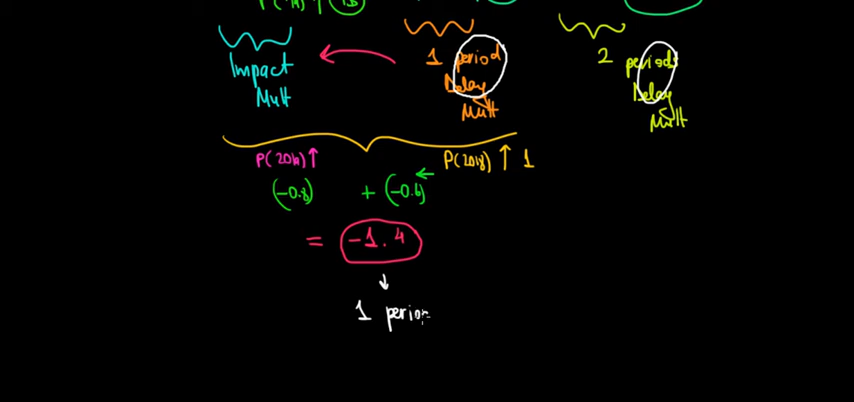 Impact
Mult
1 period
Delay
Mult
2 periods
Delay
Mult
P(2019)↑
P(2018)↑ 1
(-0.8) + (-0.6)
= -1.4
1 period